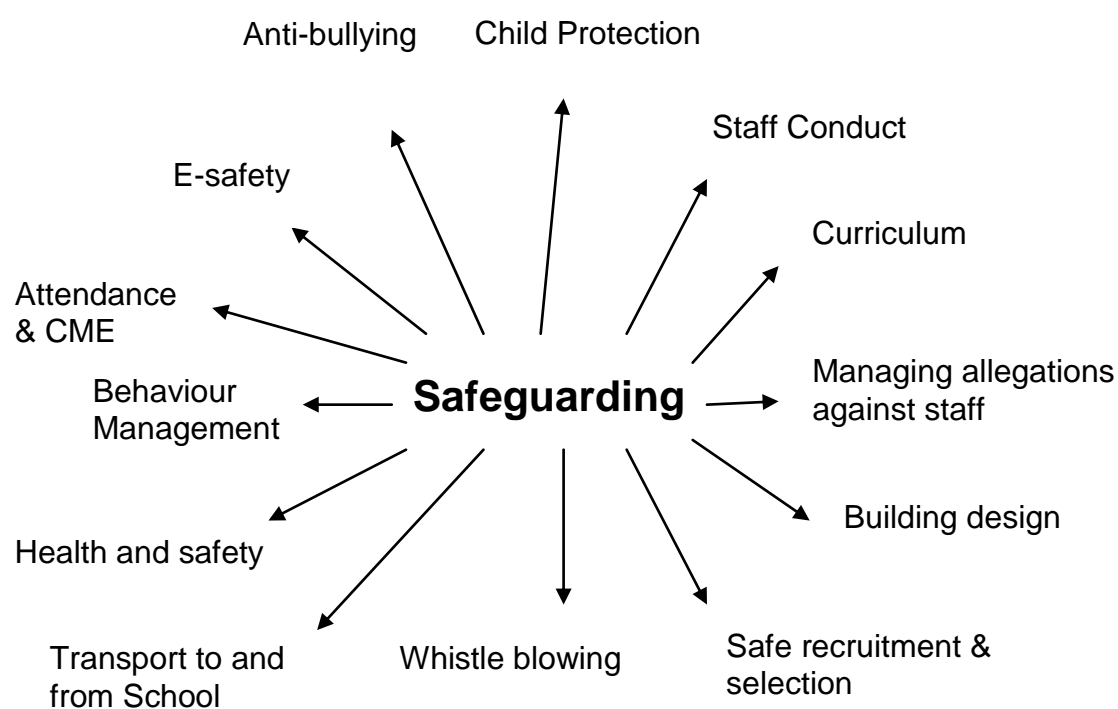 Anti-bullying
Child Protection
Staff Conduct
E-safety
Curriculum
Attendance
& CME
Managing allegations
against staff
Behaviour
Management
Safeguarding
Building design
Health and safety
Safe recruitment &
selection
Transport to and
from School
Whistle blowing